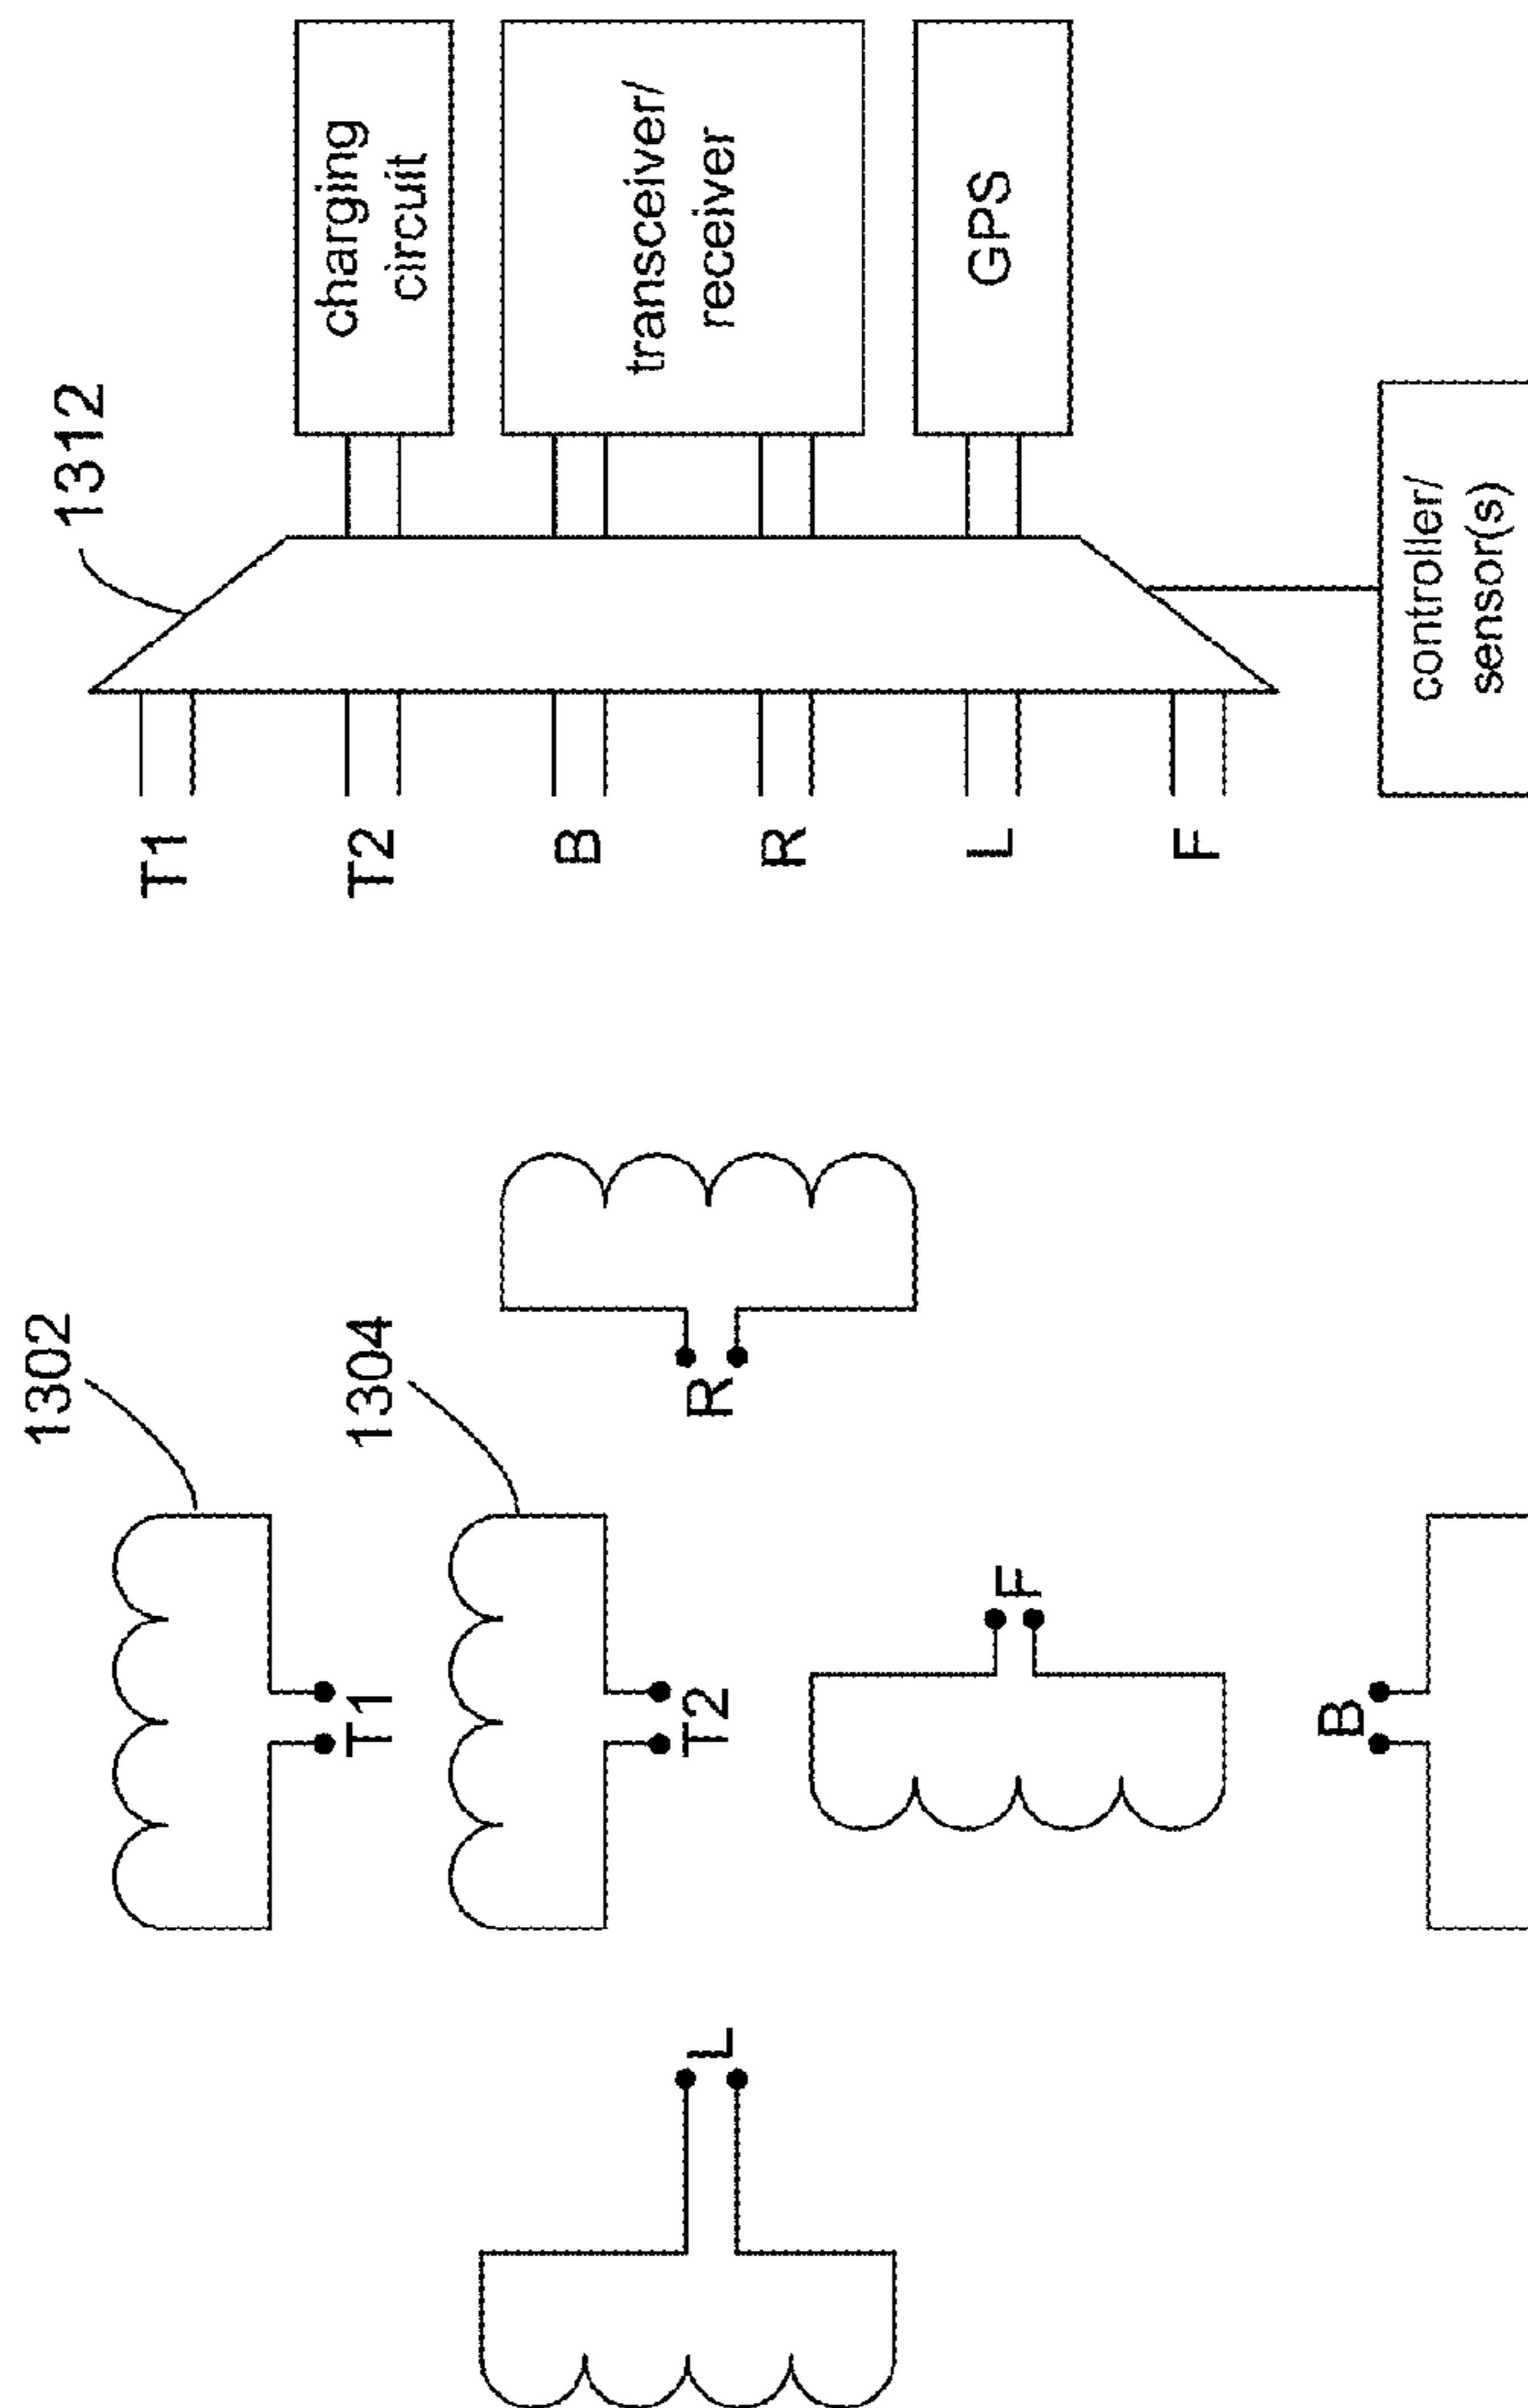 1302
T1
1304
T2
L
R
F
B
1312
T1
T2
B
R
L
F
charging
circuit
transceiver/
receiver
GPS
controller/
sensor(s)